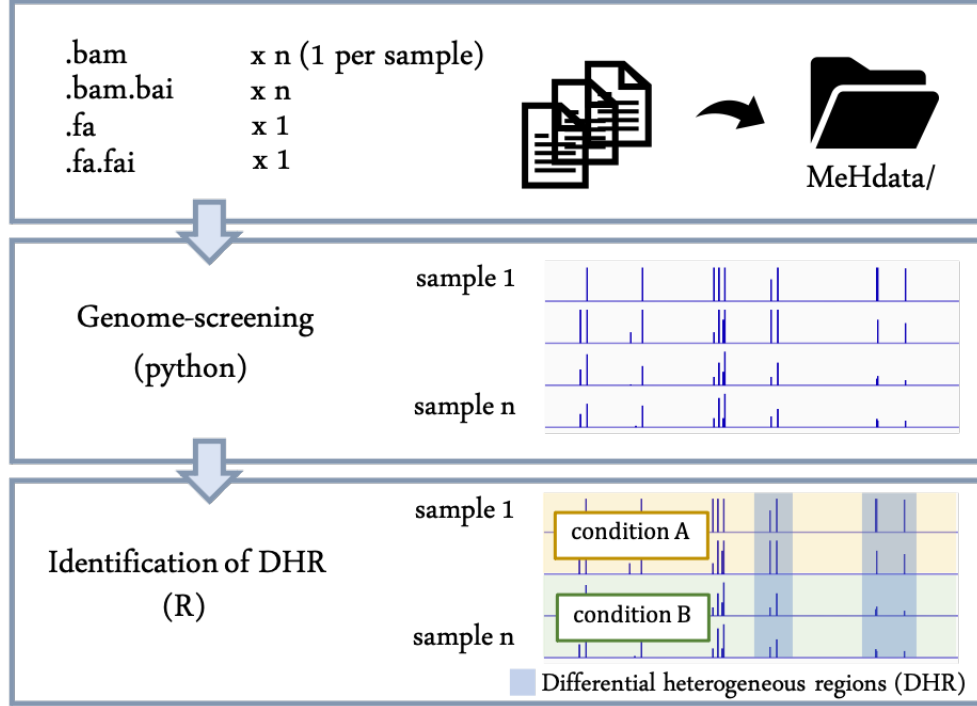 .bam x n (1 per sample)
.bam.bai x n
.fa x 1
.fa.fai x 1
MeHdata/
Genome-screening
(python)
sample 1
sample n
Identification of DHR
(R)
sample 1
condition A
condition B
sample n
Differential heterogeneous regions (DHR)